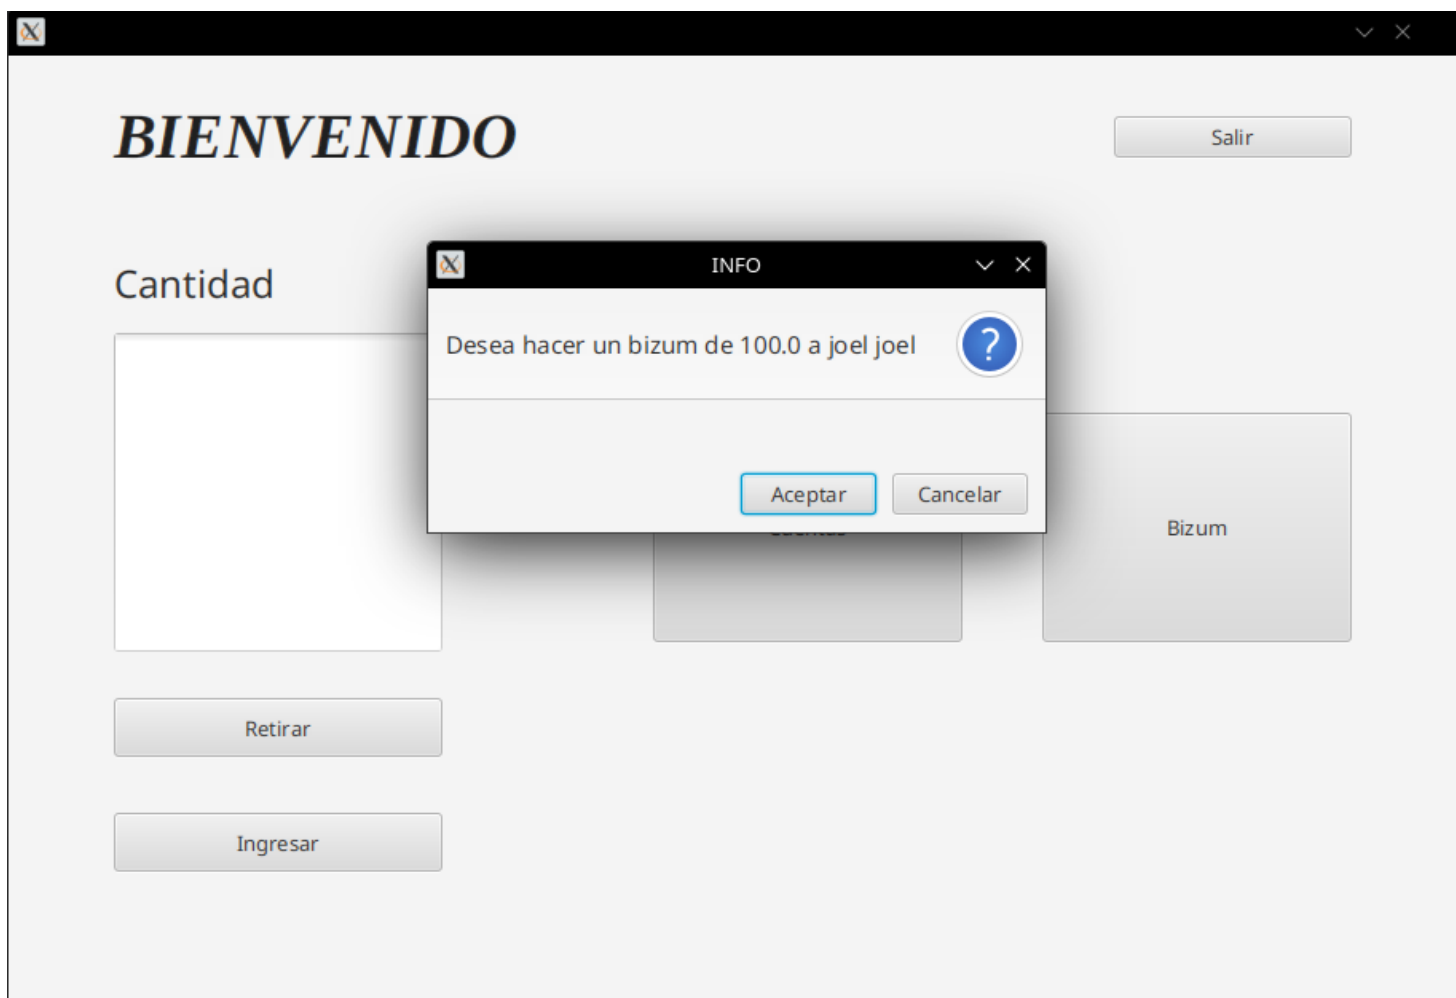 BIENVENIDO
Salir
Cantidad
INFO
Desea hacer un bizum de 100.0 a joel joel
Aceptar
Cancelar
Bizum
Retirar
Ingresar